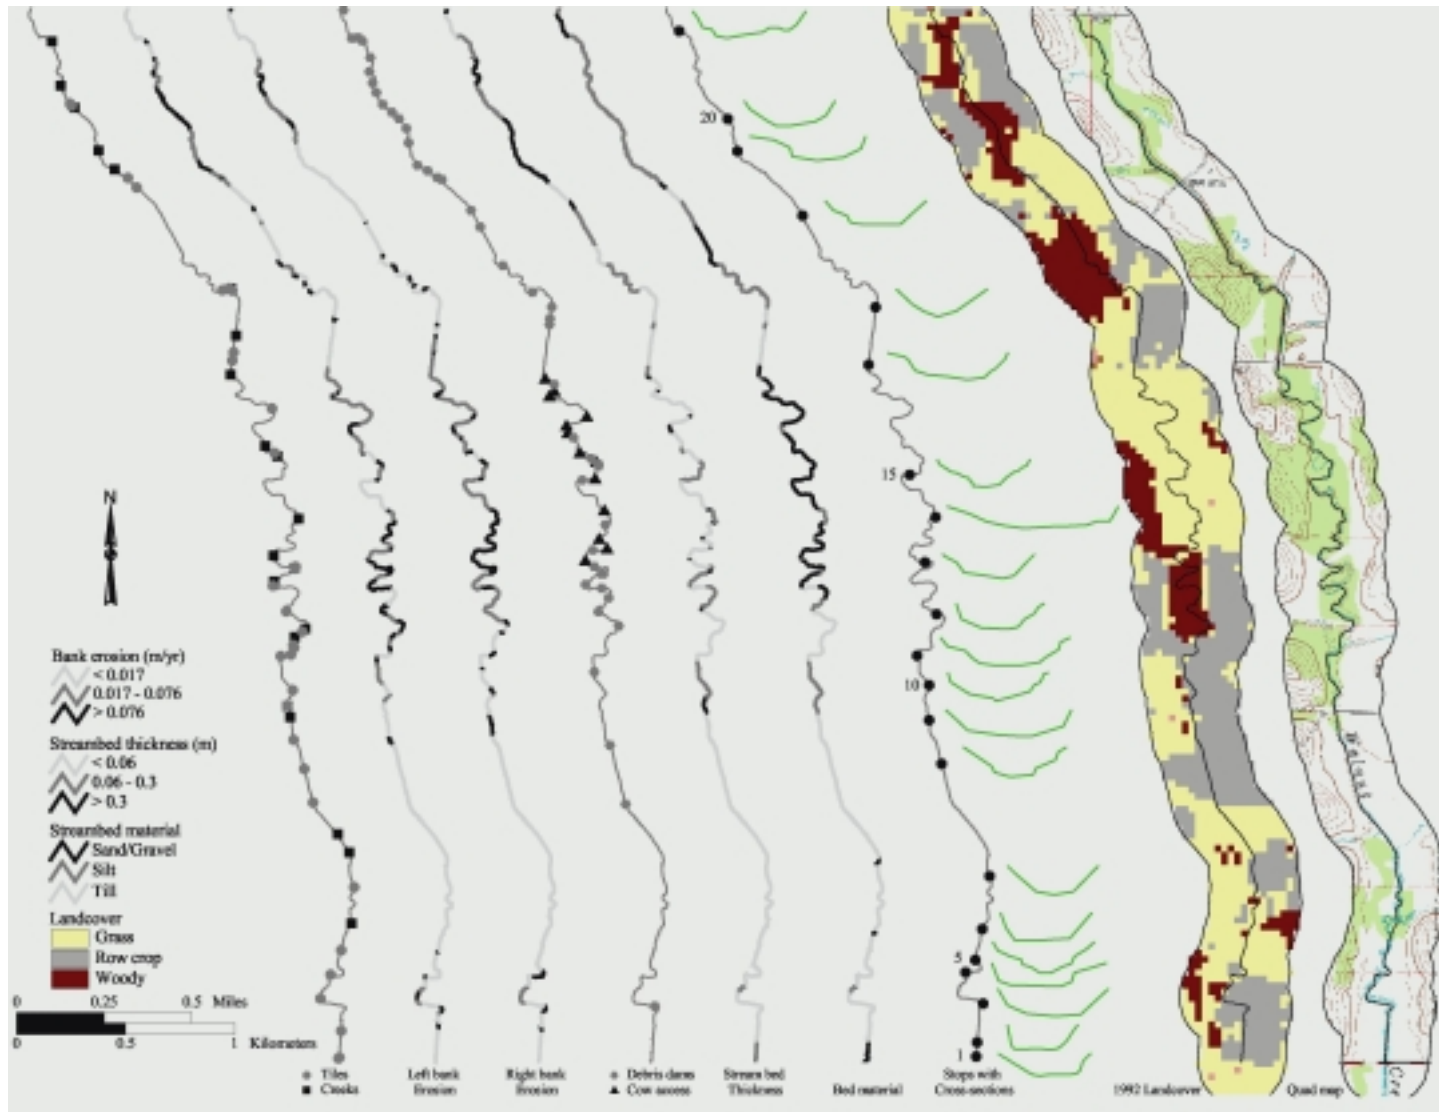 20
15
N
Bank erosion (m/yr)
< 0.017
0.017 - 0.076
> 0.076
10
Streambed thickness (m)
< 0.06
0.06 - 0.3
> 0.3
Walnut
Streambed material
Sand/Gravel
Silt
Till
Landcover
Grass
Row crop
Woody
5
0 0.25 0.5 Miles
0 0.5 1 Kilometers
1
Tiles
Creeks
Left bank
Erosion
Right bank
Erosion
Debris dams
Cow access
Stream bed
Thickness
Bed material
Stops with
Cross-sections
1992 Landcover
Quad map